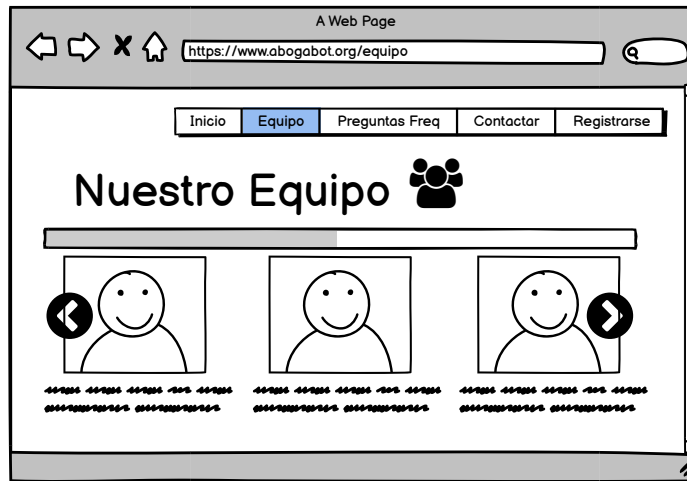 A Web Page
https://www.abogabot.org/equipo
Inicio Equipo Preguntas Freq Contactar Registrarse
Nuestro Equipo